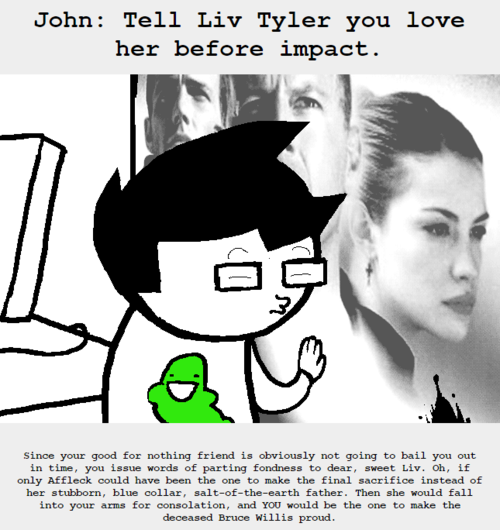 John: Tell Liv Tyler you love
her before impact.
Since your good for nothing friend is obviously not going to bail you out
in time, you issue words of parting fondness to dear, sweet Liv. Oh, if
only Affleck could have been the one to make the final sacrifice instead of
her stubborn, blue collar, salt-of-the-earth father. Then she would fall
into your arms for consolation, and YOU would be the one to make the
deceased Bruce Willis proud.